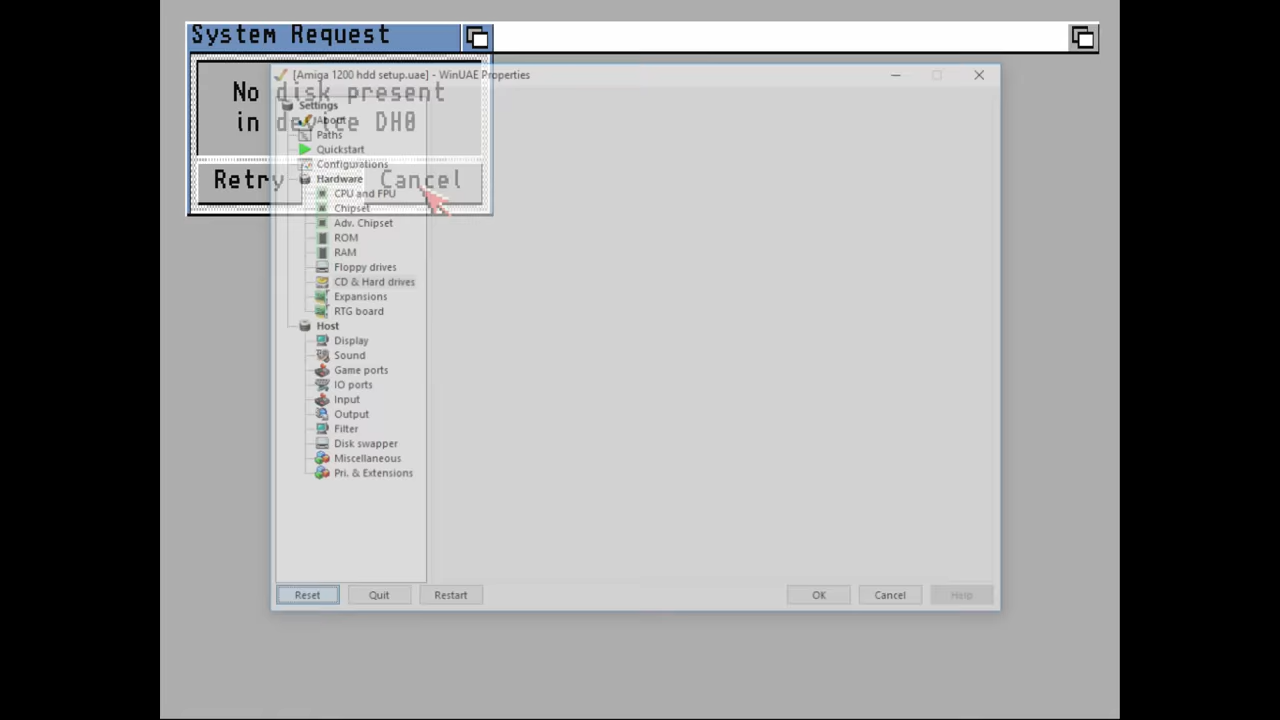 System Request
No disk present
in device DH0
Retry
Cancel
[Amiga 1200 hdd setup.uae] - WinUAE Properties
Settings
About
Paths
Quickstart
Configurations
Hardware
CPU and FPU
Chipset
Adv. Chipset
ROM
RAM
Floppy drives
CD & Hard drives
Expansions
RTG board
Host
Display
Sound
Game ports
IO ports
Input
Output
Filter
Disk swapper
Miscellaneous
Pri. & Extensions
Reset
Quit
Restart
OK
Cancel
Help